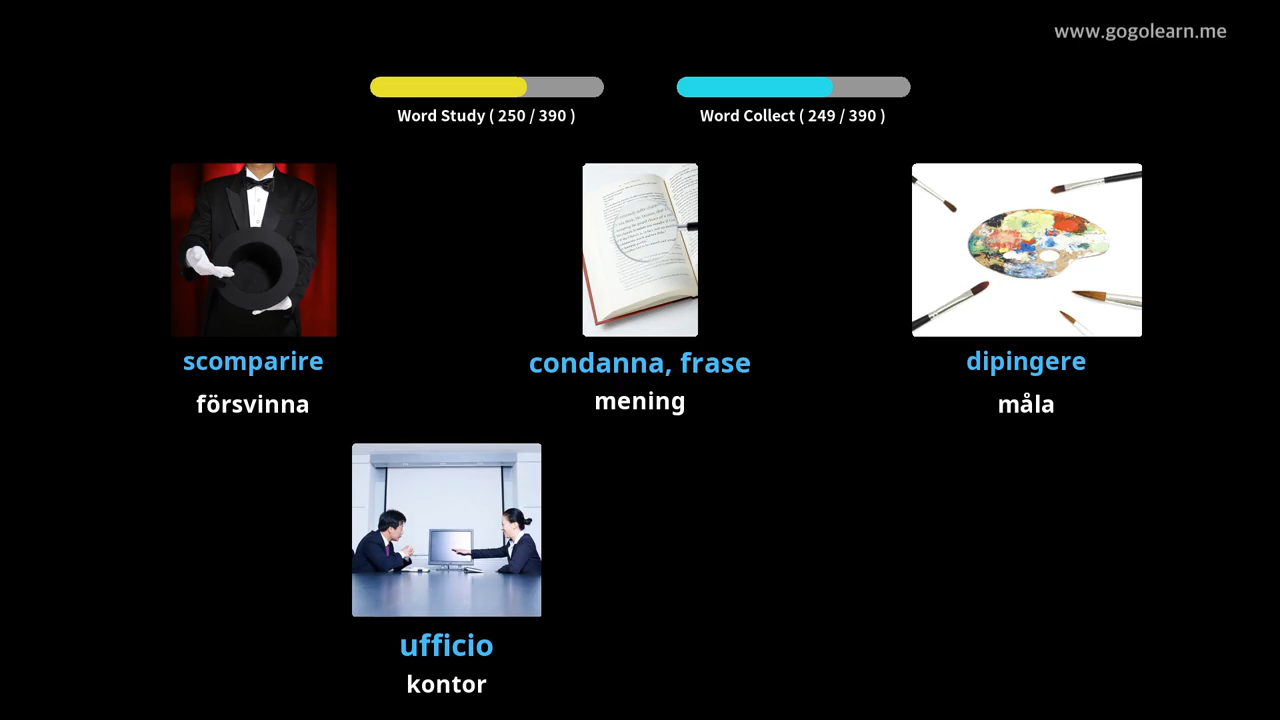 www.gogolearn.me
Word Study ( 250 / 390 )
Word Collect ( 249 / 390 )
scomparire
försvinna
condanna, frase
mening
dipingere
måla
ufficio
kontor